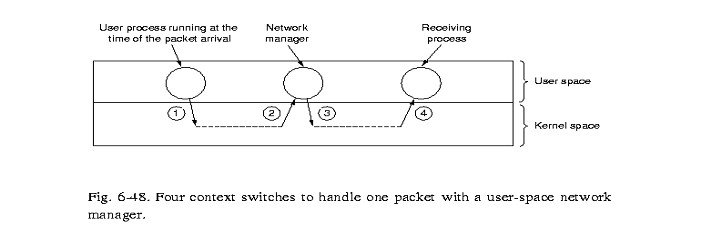 User process running at the
time of the packet arrival
Network
manager
Receiving
process
User space
1
2
3
4
Kernel space
Fig. 6-48. Four context switches to handle one packet with a user-space network
manager.